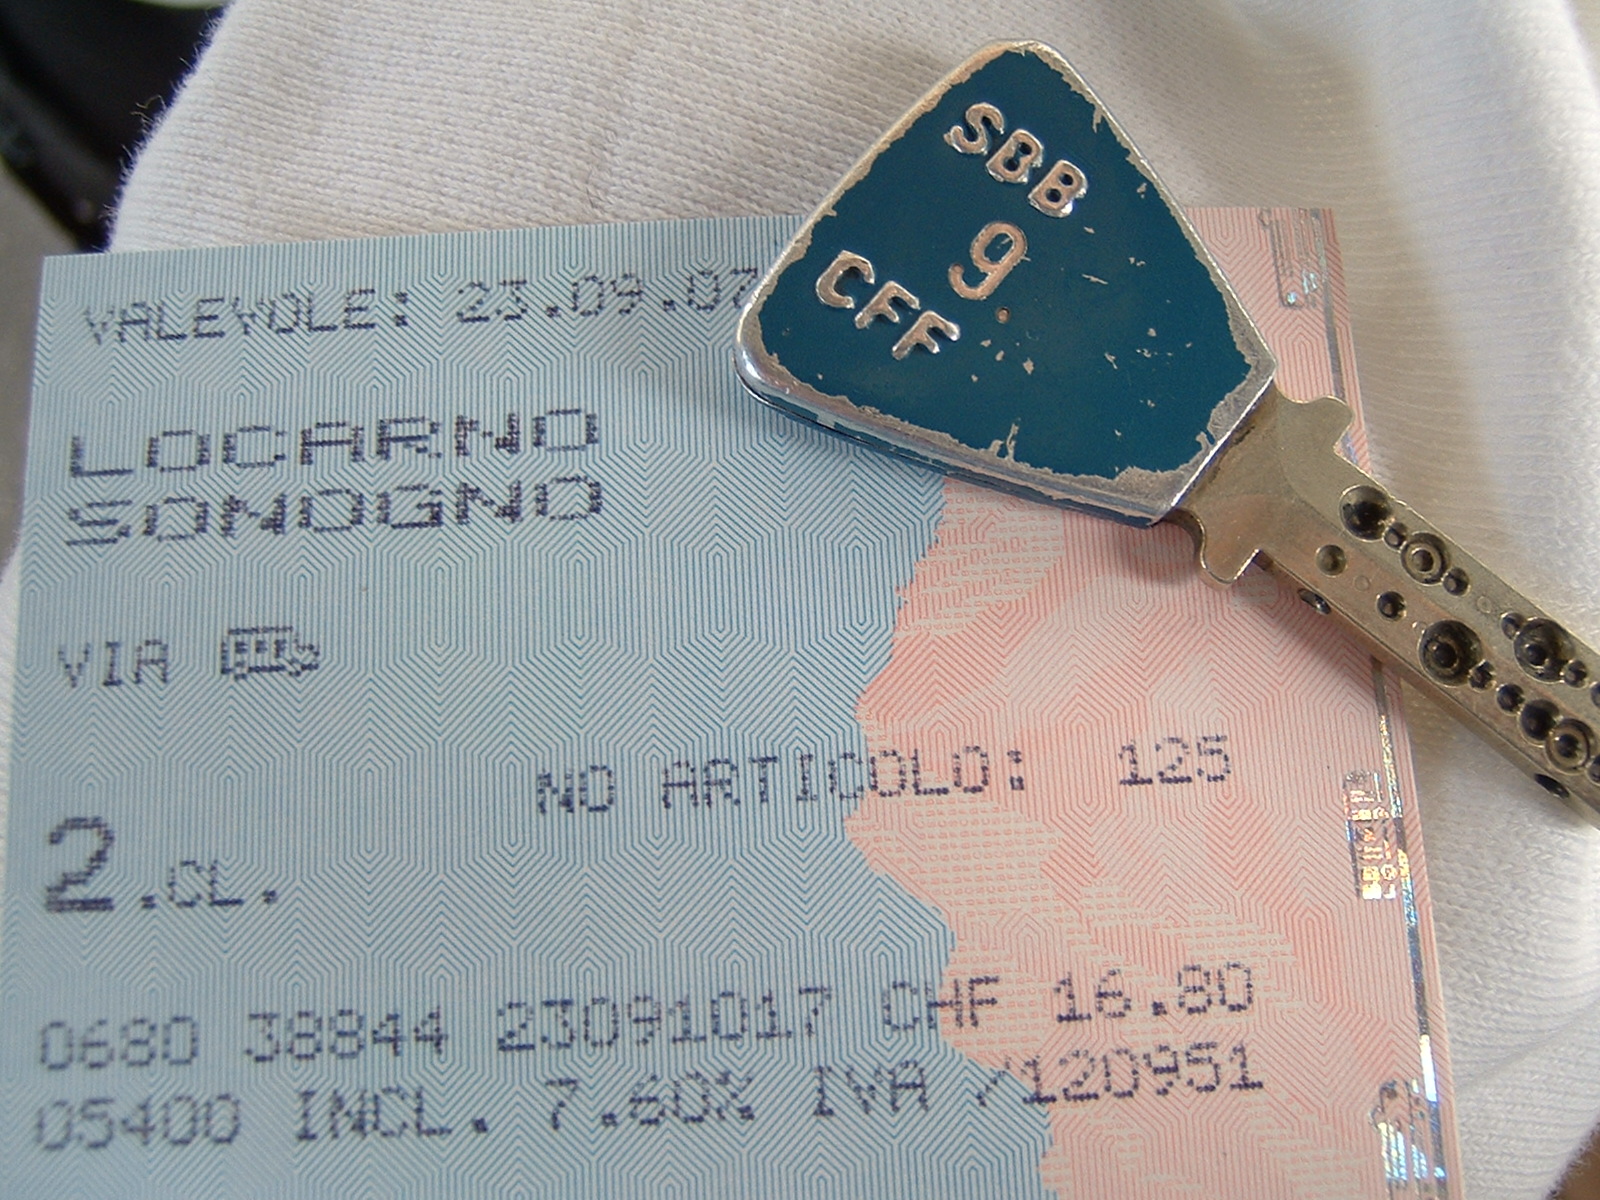 SBB
9
CFF
VALEVOLE: 23.09.07
LOCARNO
SOMOGNO
VIA
NO ARTICOLO: 125
2.CL.
0680 38844 23091017 CHF 16.80
05400 INCL. 7.60% IVA /120951